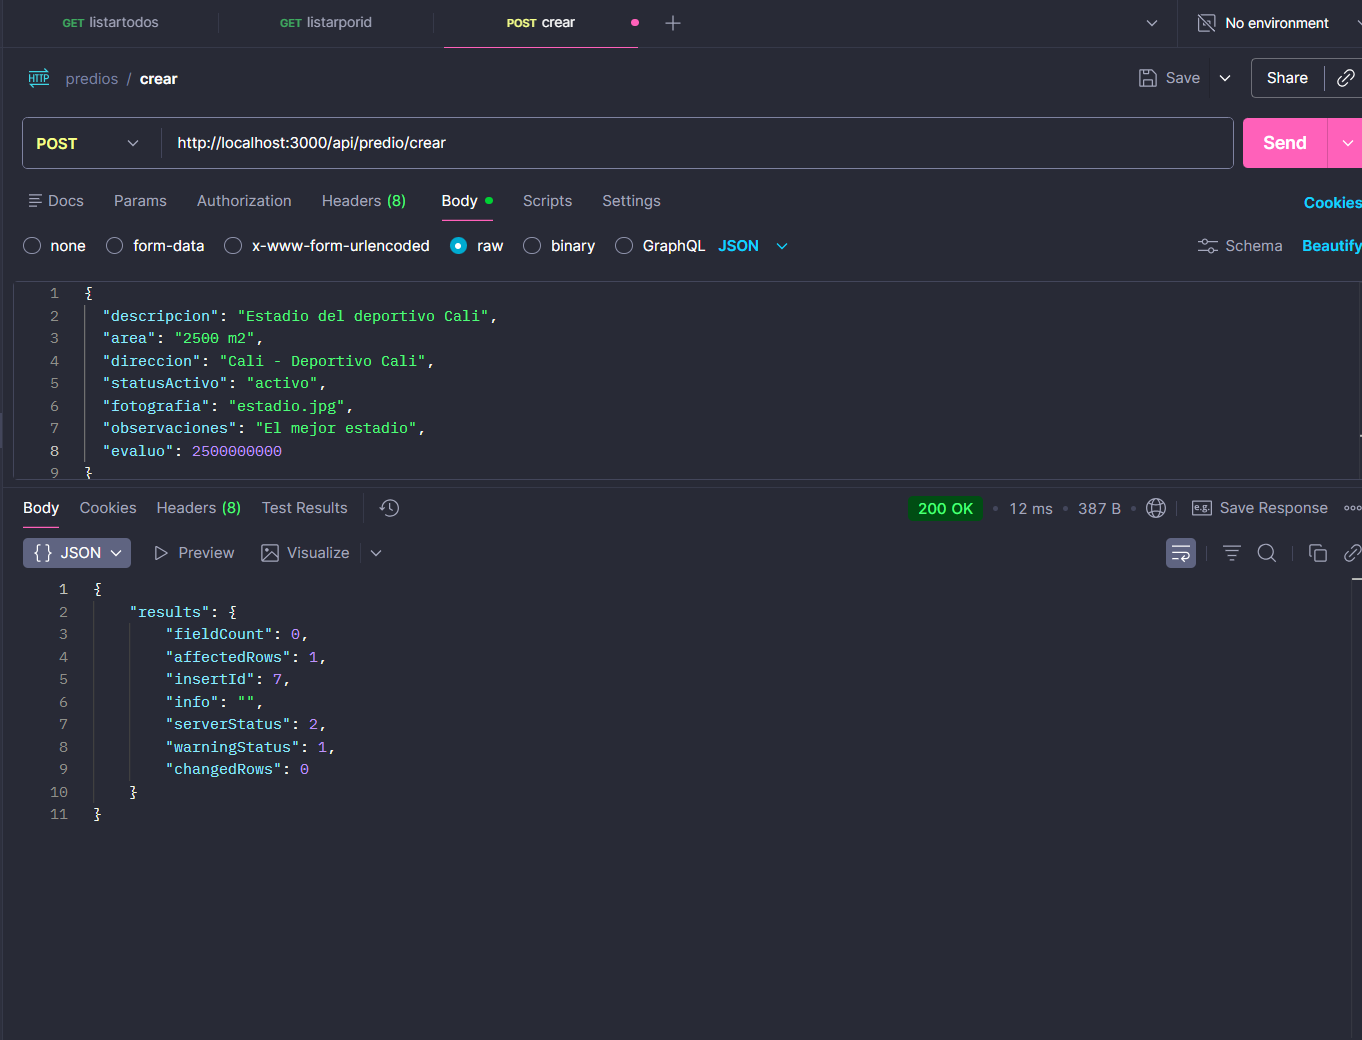 GET listartodos GET listarporid POST crear No environment
HTTP predios / crear Save Share
POST http://localhost:3000/api/predio/crear Send
Docs Params Authorization Headers (8) Body Scripts Settings Cookies
none form-data x-www-form-urlencoded raw binary GraphQL JSON Schema Beautify
1 {
2 "descripcion": "Estadio del deportivo Cali",
3 "area": "2500 m2",
4 "direccion": "Cali - Deportivo Cali",
5 "statusActivo": "activo",
6 "fotografia": "estadio.jpg",
7 "observaciones": "El mejor estadio",
8 "evaluo": 2500000000
9 }
Body Cookies Headers (8) Test Results 200 OK 12 ms 387 B e.g. Save Response
{} JSON Preview Visualize
1 {
2 "results": {
3 "fieldCount": 0,
4 "affectedRows": 1,
5 "insertId": 7,
6 "info": "",
7 "serverStatus": 2,
8 "warningStatus": 1,
9 "changedRows": 0
10 }
11 }